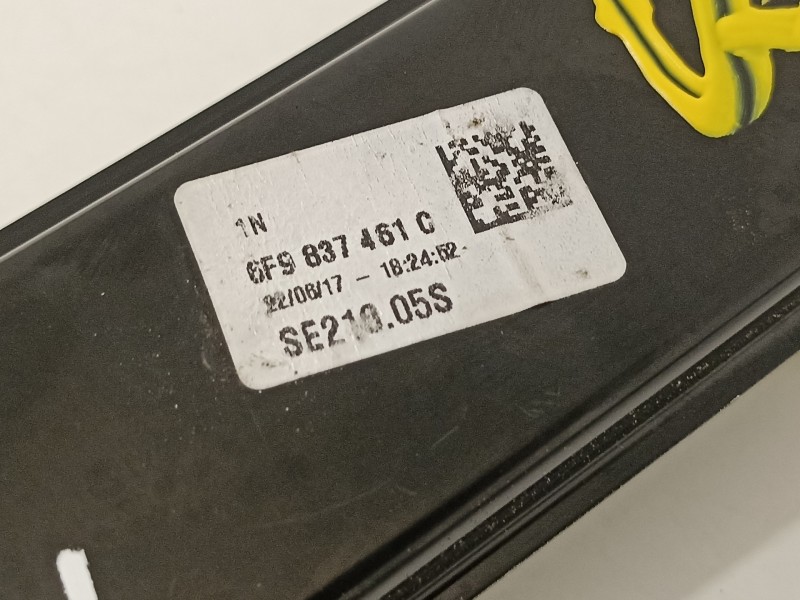 1N
6F9 837 461 C
22/06/17 - 18:24:52
SE210.05S